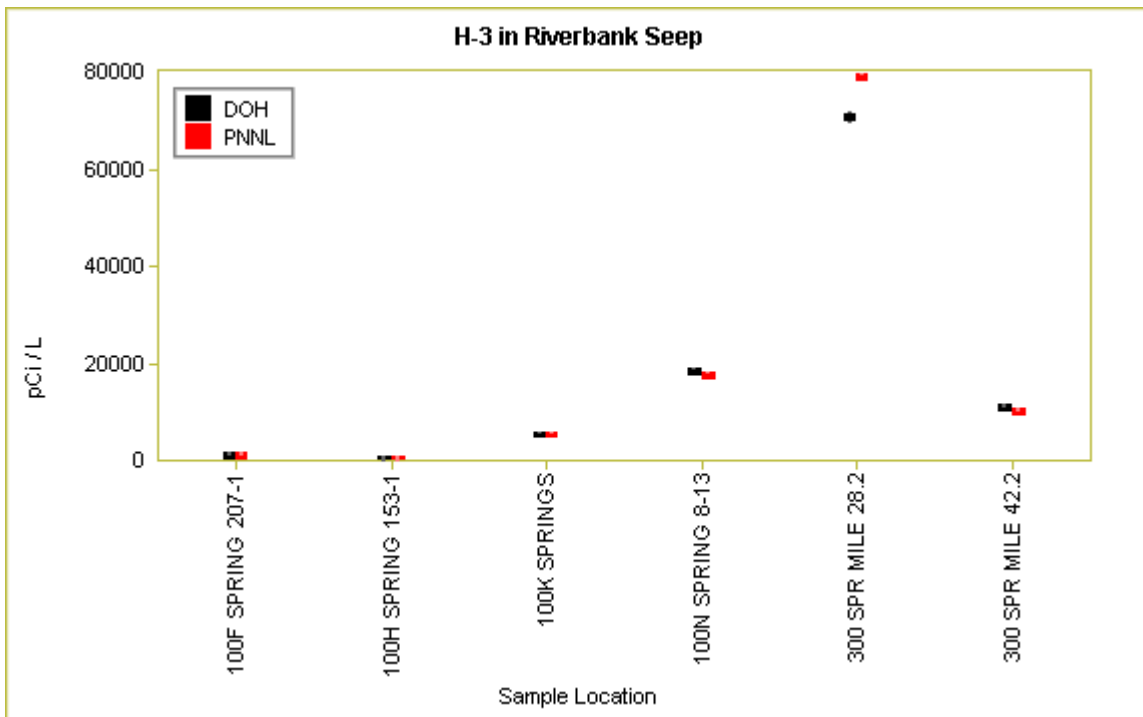 H-3 in Riverbank Seep
80000
60000
40000
20000
0
pCi / L
DOH
PNNL
100F SPRING 207-1
100H SPRING 153-1
100K SPRINGS
100N SPRING 8-13
300 SPR MILE 28.2
300 SPR MILE 42.2
Sample Location